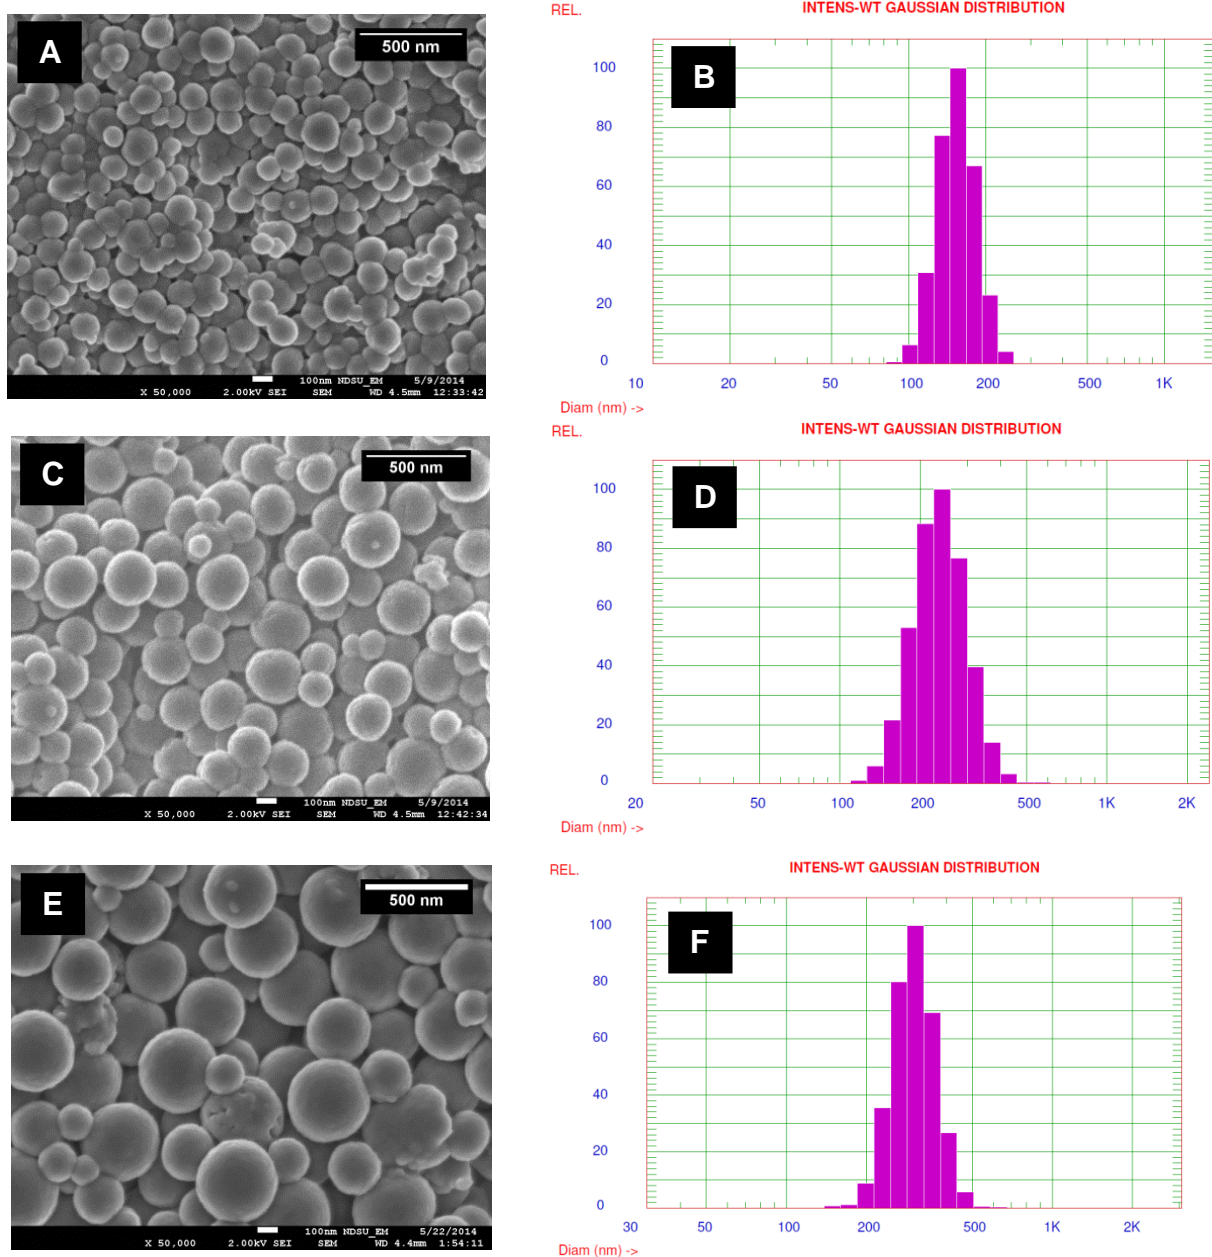 A
500 nm
100nm NDSU_EM 5/9/2014
X 50,000 2.00kV SEI SEM WD 4.5mm 12:33:42
REL. INTENS-WT GAUSSIAN DISTRIBUTION
B
100
80
60
40
20
0
10 20 50 100 200 500 1K
Diam (nm) ->
C
500 nm
100nm NDSU_EM 5/9/2014
X 50,000 2.00kV SEI SEM WD 4.5mm 12:42:34
REL. INTENS-WT GAUSSIAN DISTRIBUTION
D
100
80
60
40
20
0
20 50 100 200 500 1K 2K
Diam (nm) ->
E
500 nm
100nm NDSU_EM 5/22/2014
X 50,000 2.00kV SEI SEM WD 4.4mm 1:54:11
REL. INTENS-WT GAUSSIAN DISTRIBUTION
F
100
80
60
40
20
0
30 50 100 200 500 1K 2K
Diam (nm) ->